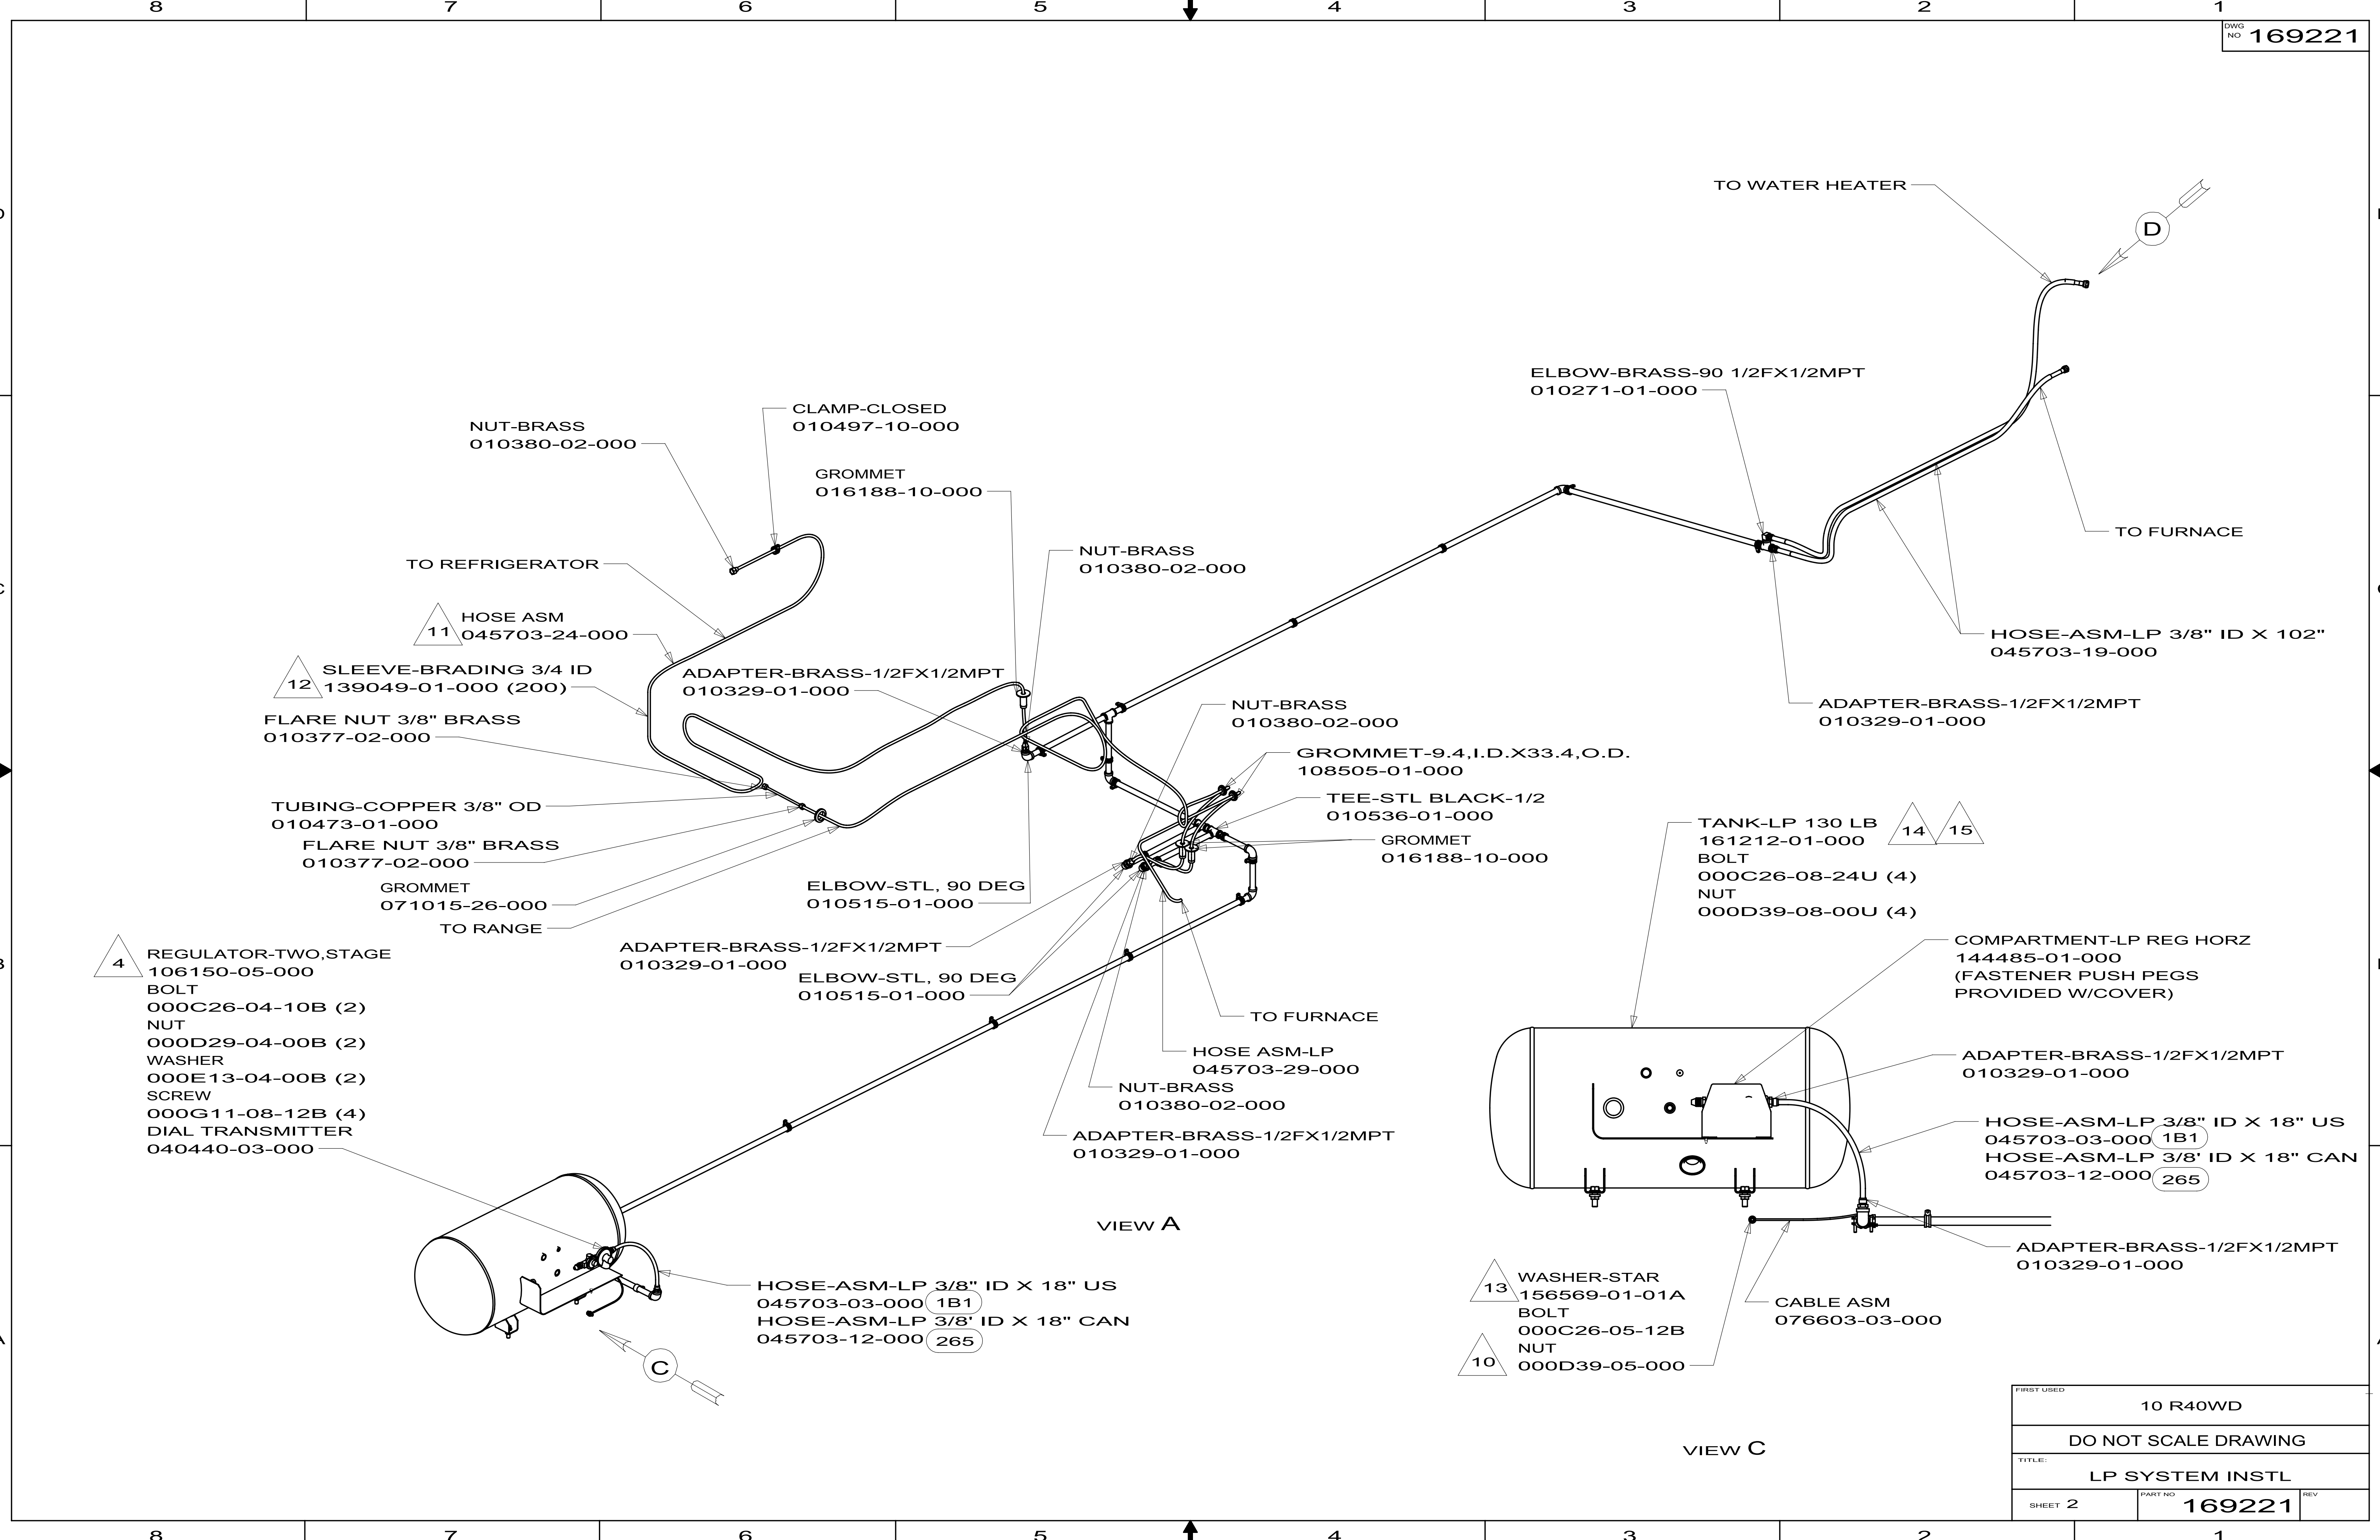 8 7 6 5 4 3 2 1
DWG NO 169221
TO WATER HEATER
D
D
ELBOW-BRASS-90 1/2FX1/2MPT
010271-01-000
CLAMP-CLOSED
010497-10-000
NUT-BRASS
010380-02-000
GROMMET
016188-10-000
TO FURNACE
NUT-BRASS
010380-02-000
TO REFRIGERATOR
C
11
HOSE ASM
045703-24-000
HOSE-ASM-LP 3/8" ID X 102"
045703-19-000
12
SLEEVE-BRADING 3/4 ID
139049-01-000 (200)
ADAPTER-BRASS-1/2FX1/2MPT
010329-01-000
ADAPTER-BRASS-1/2FX1/2MPT
010329-01-000
FLARE NUT 3/8" BRASS
010377-02-000
NUT-BRASS
010380-02-000
GROMMET-9.4,I.D.X33.4,O.D.
108505-01-000
TUBING-COPPER 3/8" OD
010473-01-000
TEE-STL BLACK-1/2
010536-01-000
FLARE NUT 3/8" BRASS
010377-02-000
GROMMET
016188-10-000
TANK-LP 130 LB
161212-01-000
14
15
BOLT
000C26-08-24U (4)
NUT
000D39-08-00U (4)
GROMMET
071015-26-000
ELBOW-STL, 90 DEG
010515-01-000
TO RANGE
B
4
REGULATOR-TWO,STAGE
106150-05-000
BOLT
000C26-04-10B (2)
NUT
000D29-04-00B (2)
WASHER
000E13-04-00B (2)
SCREW
000G11-08-12B (4)
DIAL TRANSMITTER
040440-03-000
ADAPTER-BRASS-1/2FX1/2MPT
010329-01-000
ELBOW-STL, 90 DEG
010515-01-000
COMPARTMENT-LP REG HORZ
144485-01-000
(FASTENER PUSH PEGS
PROVIDED W/COVER)
TO FURNACE
HOSE ASM-LP
045703-29-000
NUT-BRASS
010380-02-000
ADAPTER-BRASS-1/2FX1/2MPT
010329-01-000
ADAPTER-BRASS-1/2FX1/2MPT
010329-01-000
HOSE-ASM-LP 3/8" ID X 18" US
045703-03-000 1B1
HOSE-ASM-LP 3/8' ID X 18" CAN
045703-12-000 265
VIEW A
ADAPTER-BRASS-1/2FX1/2MPT
010329-01-000
HOSE-ASM-LP 3/8" ID X 18" US
045703-03-000 1B1
HOSE-ASM-LP 3/8' ID X 18" CAN
045703-12-000 265
A
C
13
WASHER-STAR
156569-01-01A
BOLT
000C26-05-12B
10
NUT
000D39-05-000
CABLE ASM
076603-03-000
VIEW C
FIRST USED
10 R40WD
DO NOT SCALE DRAWING
TITLE:
LP SYSTEM INSTL
SHEET 2
PART NO 169221
REV
8 7 6 5 4 3 2 1